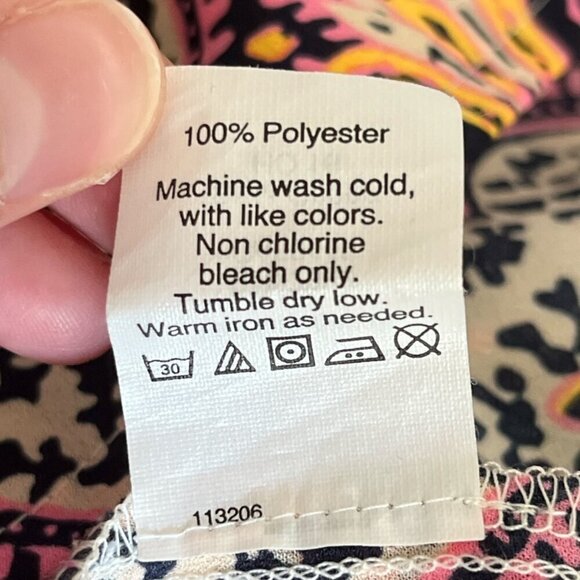 100% Polyester
Machine wash cold,
with like colors.
Non chlorine
bleach only.
Tumble dry low.
Warm iron as needed.
30
113206